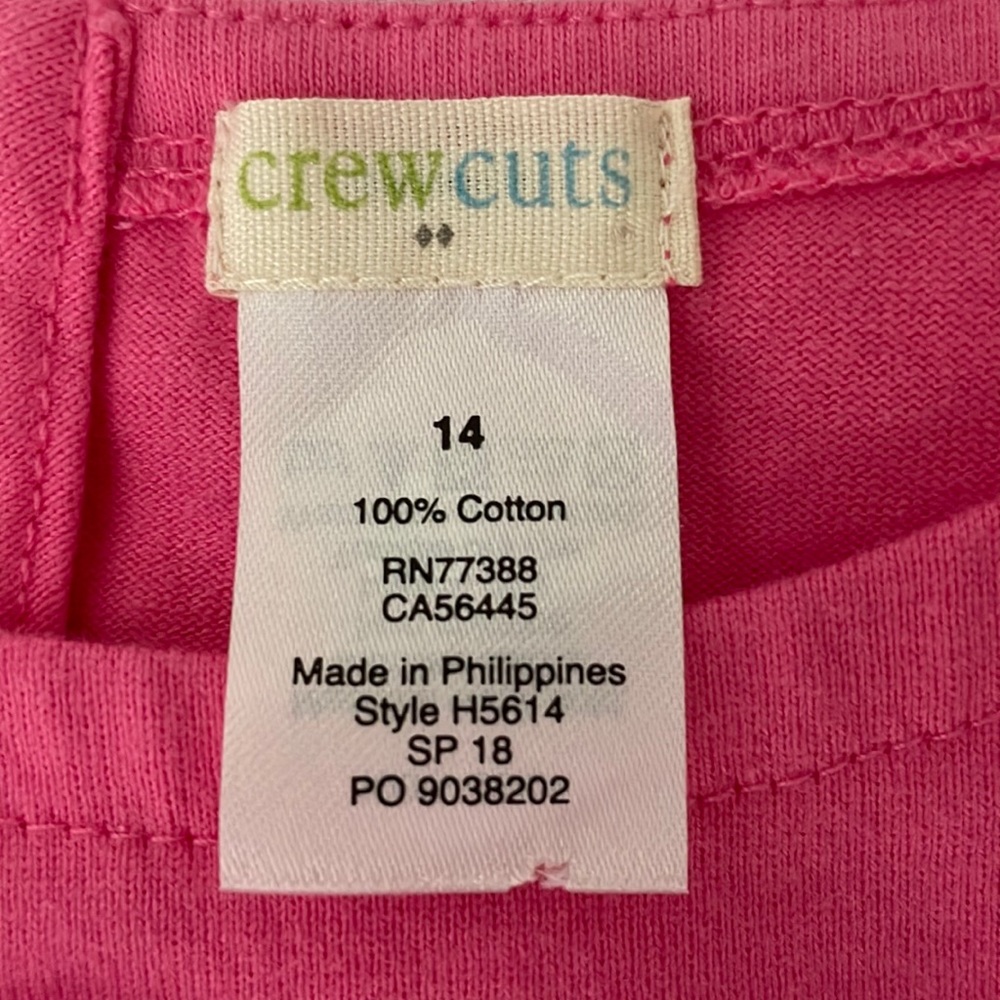 crewcuts
14
100% Cotton
RN77388
CA56445
Made in Philippines
Style H5614
SP 18
PO 9038202